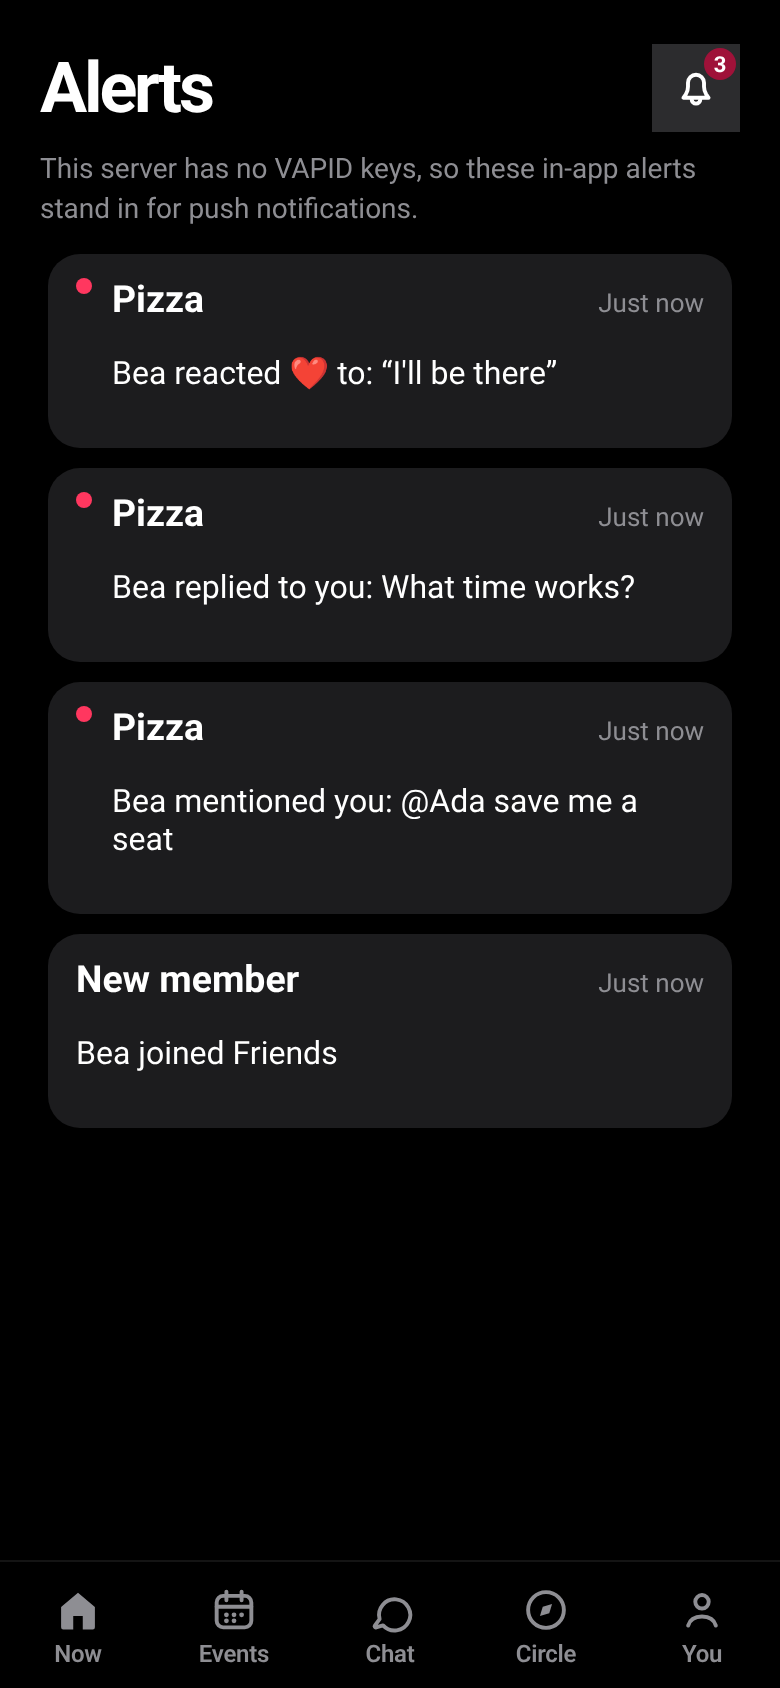 Alerts
3
This server has no VAPID keys, so these in-app alerts
stand in for push notifications.
Pizza
Just now
Bea reacted ❤️ to: “I'll be there”
Pizza
Just now
Bea replied to you: What time works?
Pizza
Just now
Bea mentioned you: @Ada save me a
seat
New member
Just now
Bea joined Friends
Now
Events
Chat
Circle
You